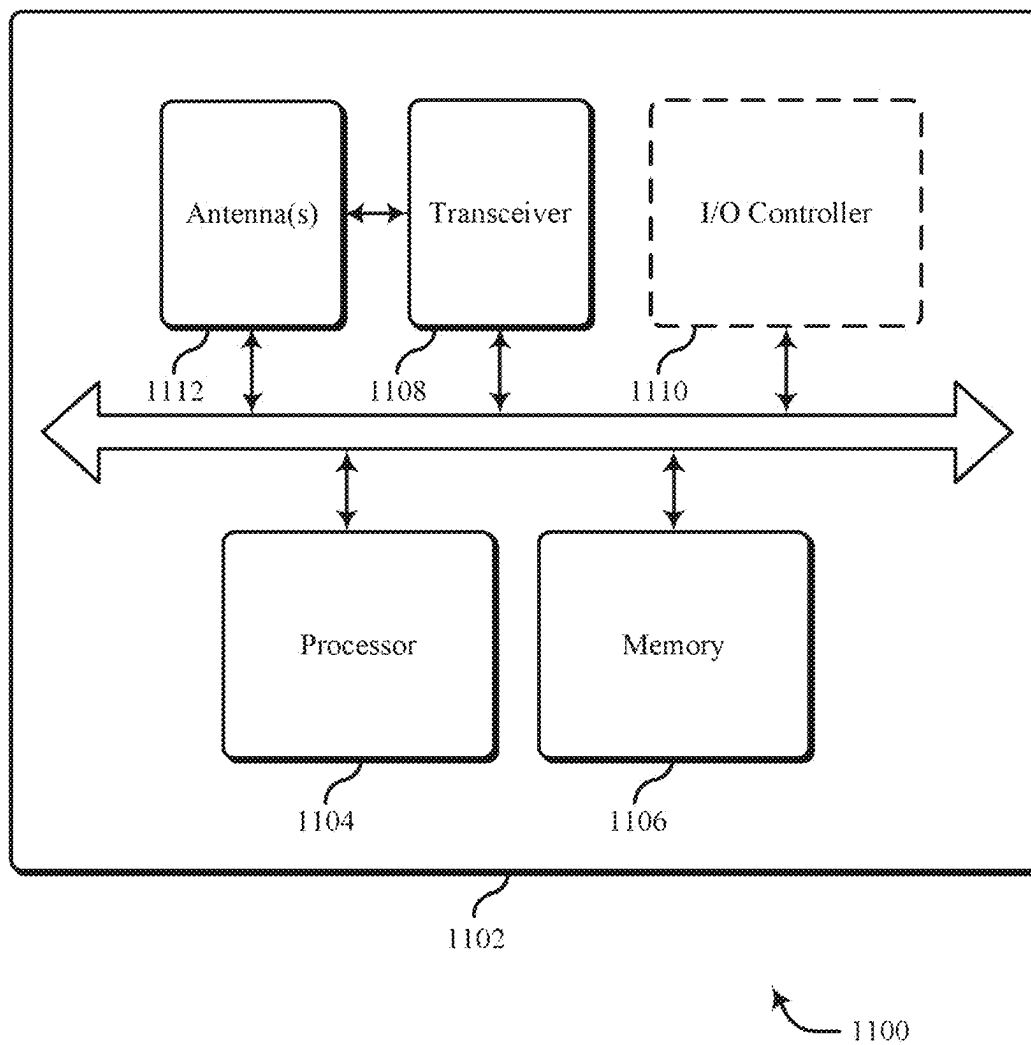 Antenna(s)
Transceiver
I/O Controller
1112
1108
1110
Processor
Memory
1104
1106
1102
1100